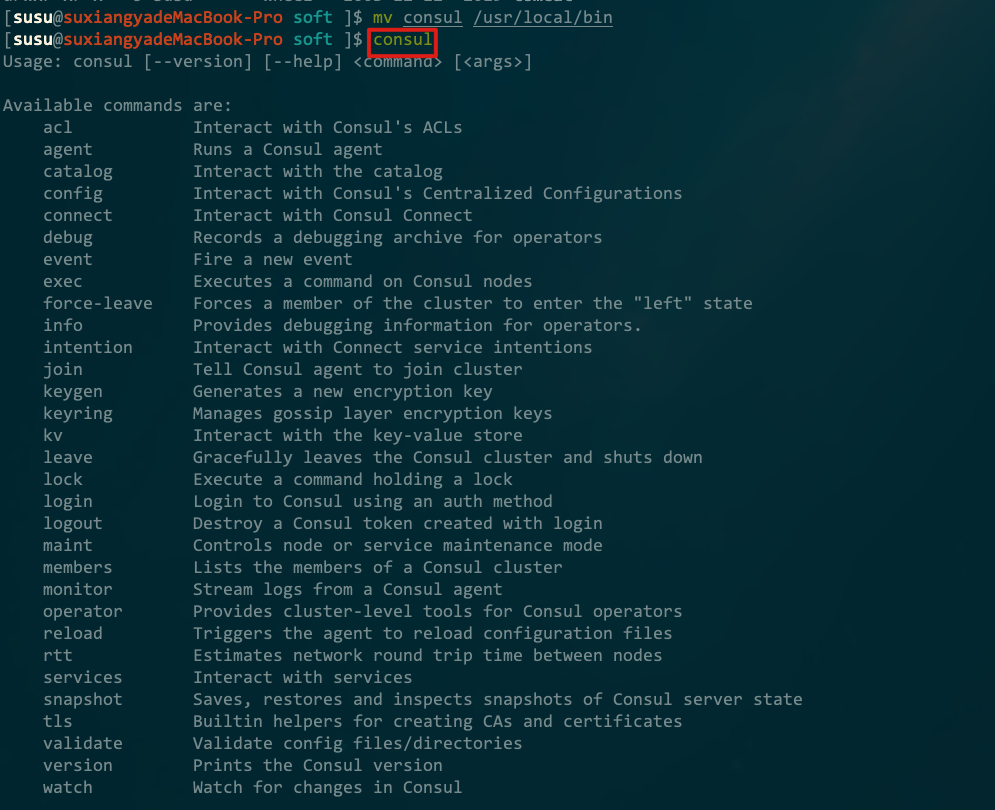 [susu@suxiangyadeMacBook-Pro soft ]$ mv consul /usr/local/bin
[susu@suxiangyadeMacBook-Pro soft ]$ consul
Usage: consul [--version] [--help] <command> [<args>]
Available commands are:
acl Interact with Consul's ACLs
agent Runs a Consul agent
catalog Interact with the catalog
config Interact with Consul's Centralized Configurations
connect Interact with Consul Connect
debug Records a debugging archive for operators
event Fire a new event
exec Executes a command on Consul nodes
force-leave Forces a member of the cluster to enter the "left" state
info Provides debugging information for operators.
intention Interact with Connect service intentions
join Tell Consul agent to join cluster
keygen Generates a new encryption key
keyring Manages gossip layer encryption keys
kv Interact with the key-value store
leave Gracefully leaves the Consul cluster and shuts down
lock Execute a command holding a lock
login Login to Consul using an auth method
logout Destroy a Consul token created with login
maint Controls node or service maintenance mode
members Lists the members of a Consul cluster
monitor Stream logs from a Consul agent
operator Provides cluster-level tools for Consul operators
reload Triggers the agent to reload configuration files
rtt Estimates network round trip time between nodes
services Interact with services
snapshot Saves, restores and inspects snapshots of Consul server state
tls Builtin helpers for creating CAs and certificates
validate Validate config files/directories
version Prints the Consul version
watch Watch for changes in Consul